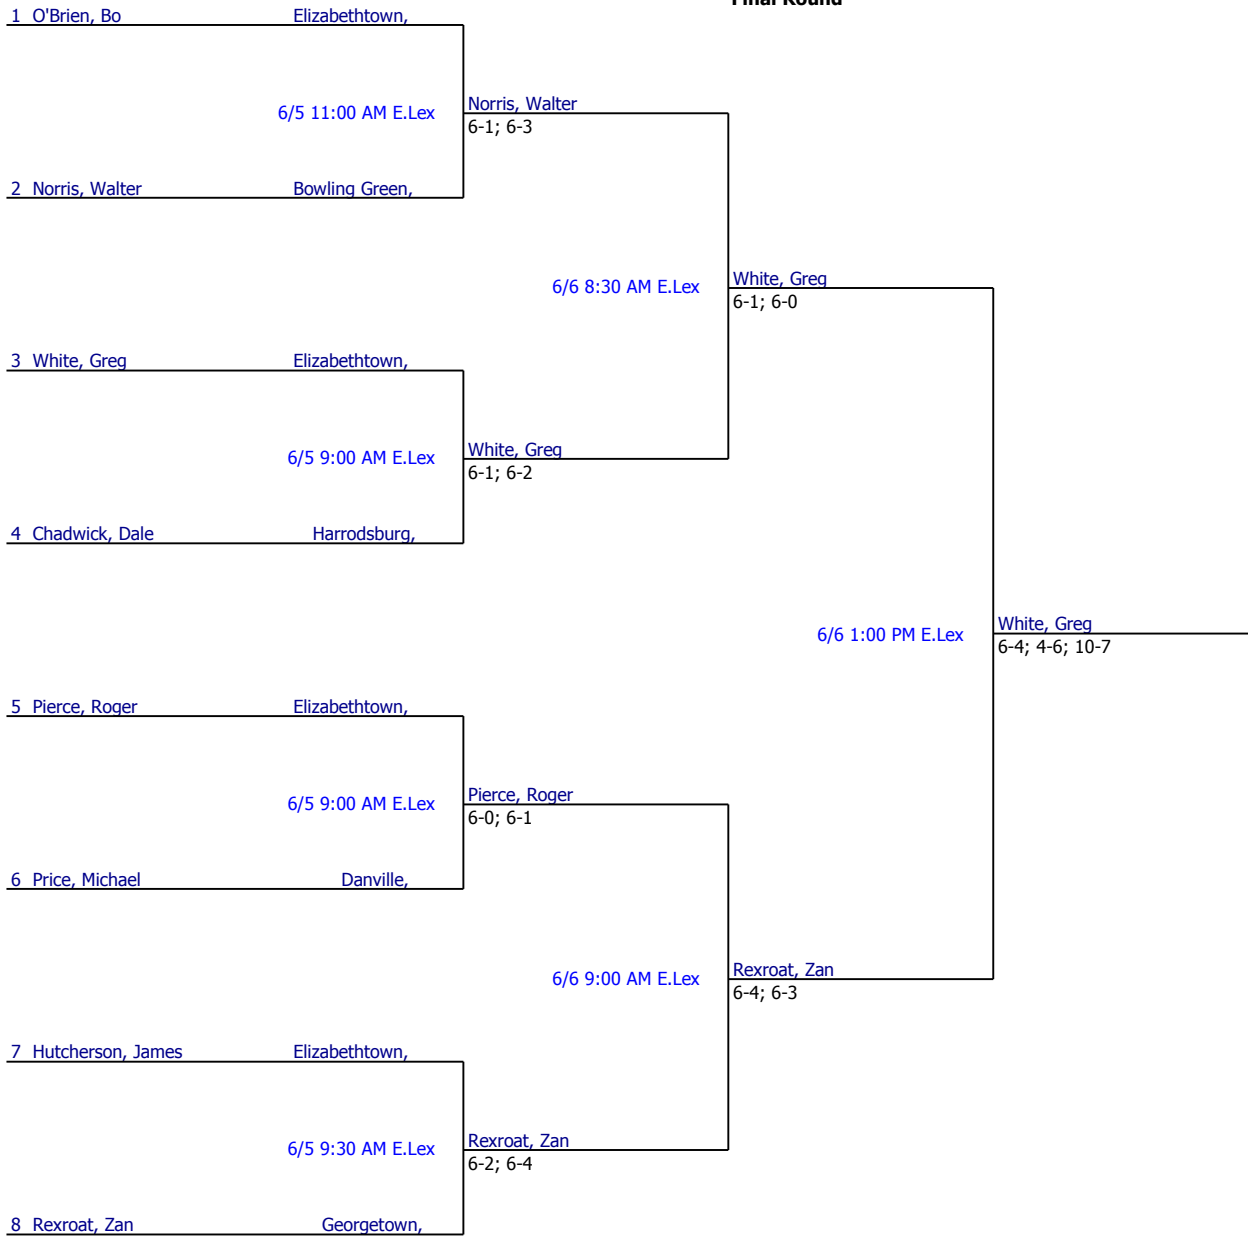 Final Round
1 O'Brien, Bo Elizabethtown,
6/5 11:00 AM E.Lex
Norris, Walter
6-1; 6-3
2 Norris, Walter Bowling Green,
6/6 8:30 AM E.Lex
White, Greg
6-1; 6-0
3 White, Greg Elizabethtown,
6/5 9:00 AM E.Lex
White, Greg
6-1; 6-2
4 Chadwick, Dale Harrodsburg,
6/6 1:00 PM E.Lex
White, Greg
6-4; 4-6; 10-7
5 Pierce, Roger Elizabethtown,
6/5 9:00 AM E.Lex
Pierce, Roger
6-0; 6-1
6 Price, Michael Danville,
6/6 9:00 AM E.Lex
Rexroat, Zan
6-4; 6-3
7 Hutcherson, James Elizabethtown,
6/5 9:30 AM E.Lex
Rexroat, Zan
6-2; 6-4
8 Rexroat, Zan Georgetown,